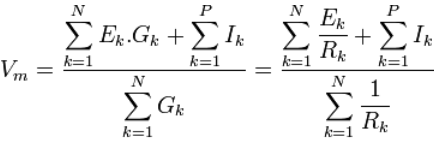 V_m = \frac{\sum_{k=1}^{N} E_k . G_k + \sum_{k=1}^{P} I_k}{\sum_{k=1}^{N} G_k} = \frac{\sum_{k=1}^{N} \frac{E_k}{R_k} + \sum_{k=1}^{P} I_k}{\sum_{k=1}^{N} \frac{1}{R_k}}